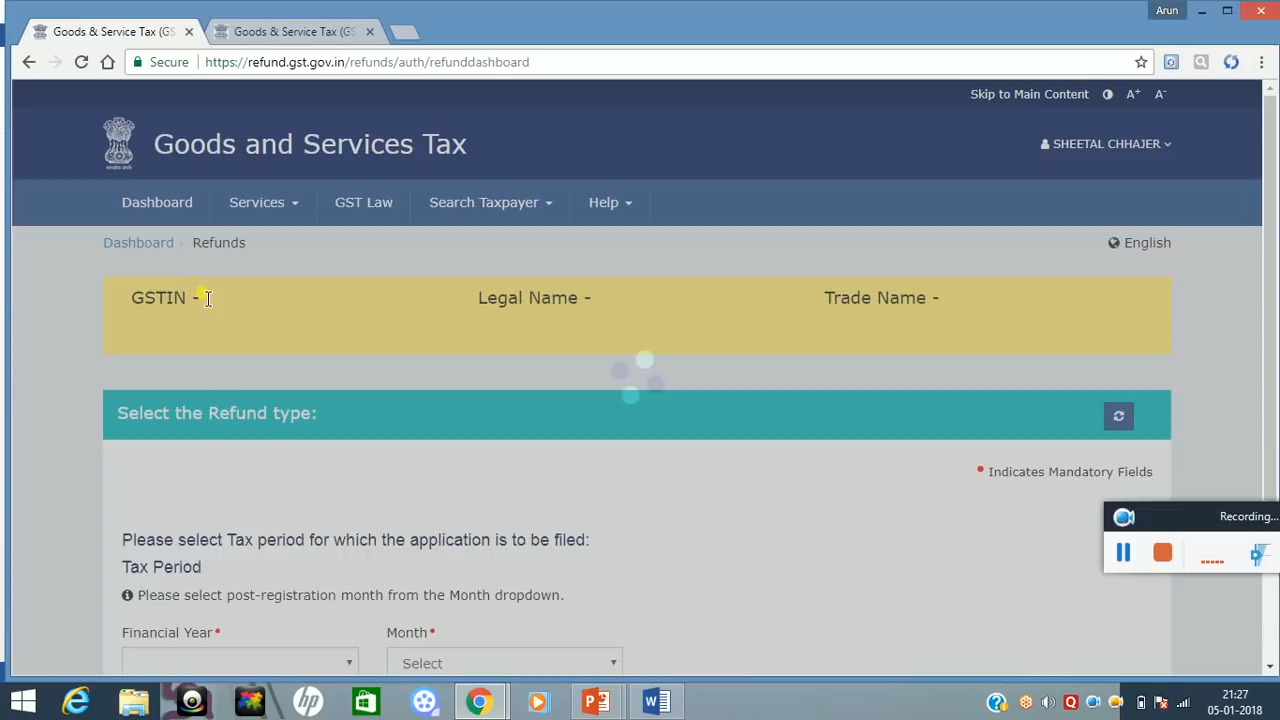 Arun
Goods & Service Tax (GS
Goods & Service Tax (GS
Secure
https://refund.gst.gov.in/refunds/auth/refunddashboard
Skip to Main Content
A+
A-
Goods and Services Tax
SHEETAL CHHAJER
Dashboard
Services
GST Law
Search Taxpayer
Help
Dashboard
Refunds
English
GSTIN -
Legal Name -
Trade Name -
Select the Refund type:
• Indicates Mandatory Fields
Recording...
Please select Tax period for which the application is to be filed:
Tax Period
Please select post-registration month from the Month dropdown.
Financial Year•
Month•
Select
21:27
05-01-2018